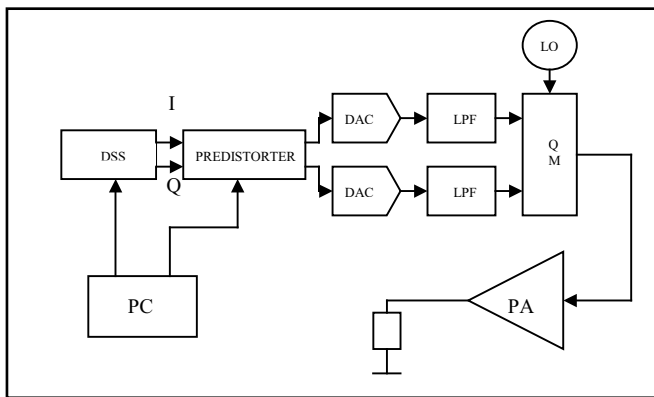 LO
I
DAC
LPF
DSS
PREDISTORTER
Q
M
Q
DAC
LPF
PC
PA